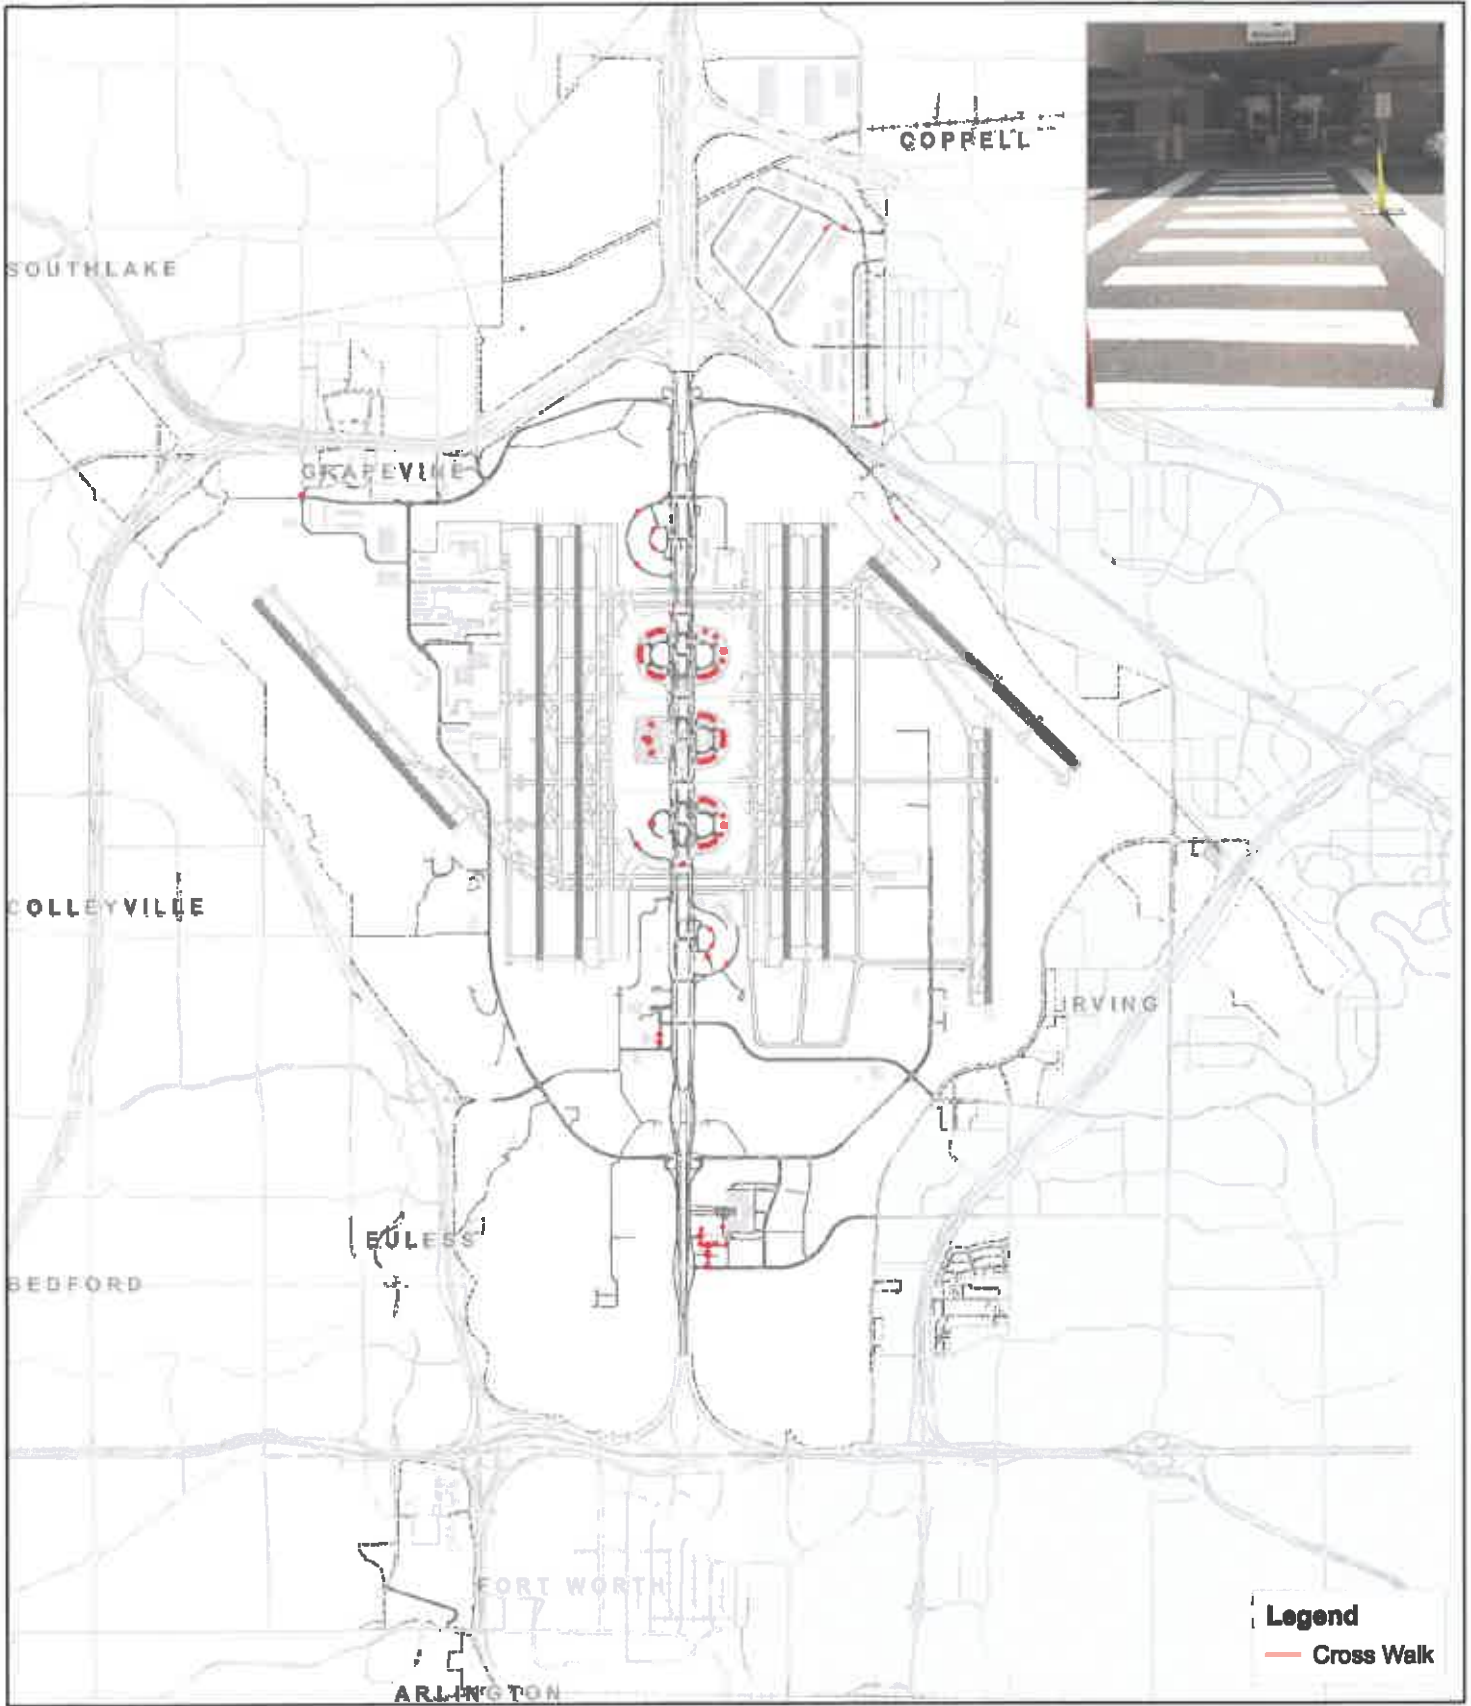 COPPELL
SOUTHLAKE
GRAPEVINE
COLLEYVILLE
IRVING
EULESS
BEDFORD
FORT WORTH
ARLINGTON
Legend
Cross Walk